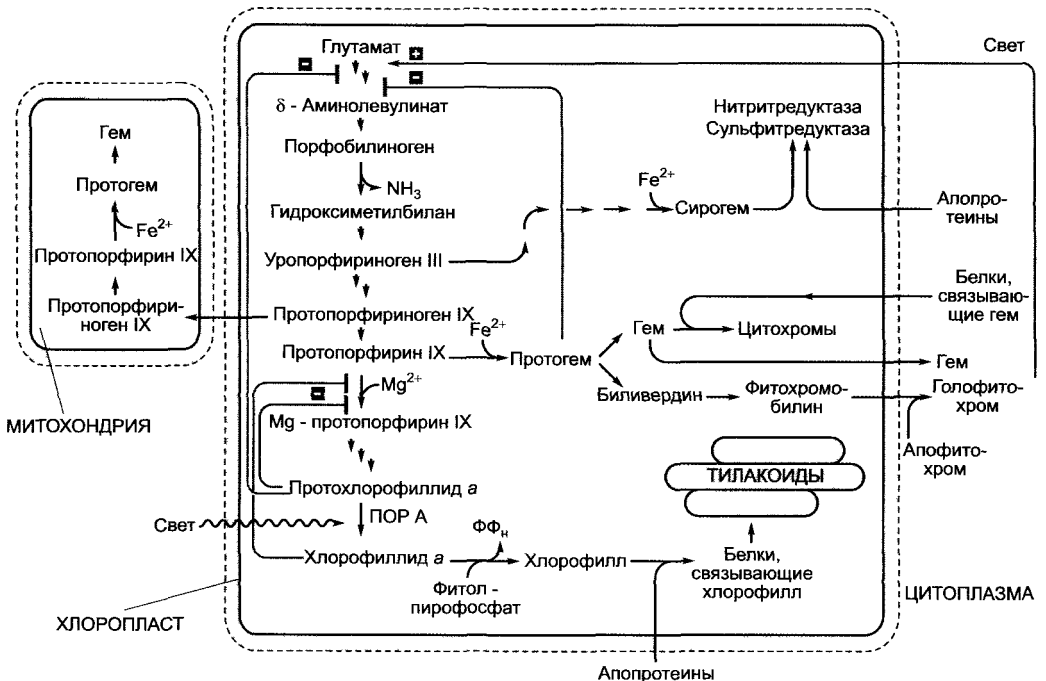 Глутамат
Свет
δ - Аминолевулинат
Порфобилиноген
NH3
Гидроксиметилбилан
Уропорфириноген III
Протопорфириноген IX
Fe2+
Протопорфирин IX
Mg2+
Mg - протопорфирин IX
Протохлорофиллид а
Свет
ПОР А
Хлорофиллид а
ФФн
Фитол -
пирофосфат
Хлорофилл
Белки,
связывающие
хлорофилл
ТИЛАКОИДЫ
Апопротеины
Нитритредуктаза
Сульфитредуктаза
Fe2+
Сирогем
Апопро-
теины
Белки,
связываю-
щие гем
Протогем
Гем
Цитохромы
Гем
Биливердин
Фитохромо-
билин
Голофито-
хром
Апофито-
хром
Гем
Протогем
Fe2+
Протопорфирин IX
Протопорфири-
ноген IX
МИТОХОНДРИЯ
ХЛОРОПЛАСТ
ЦИТОПЛАЗМА